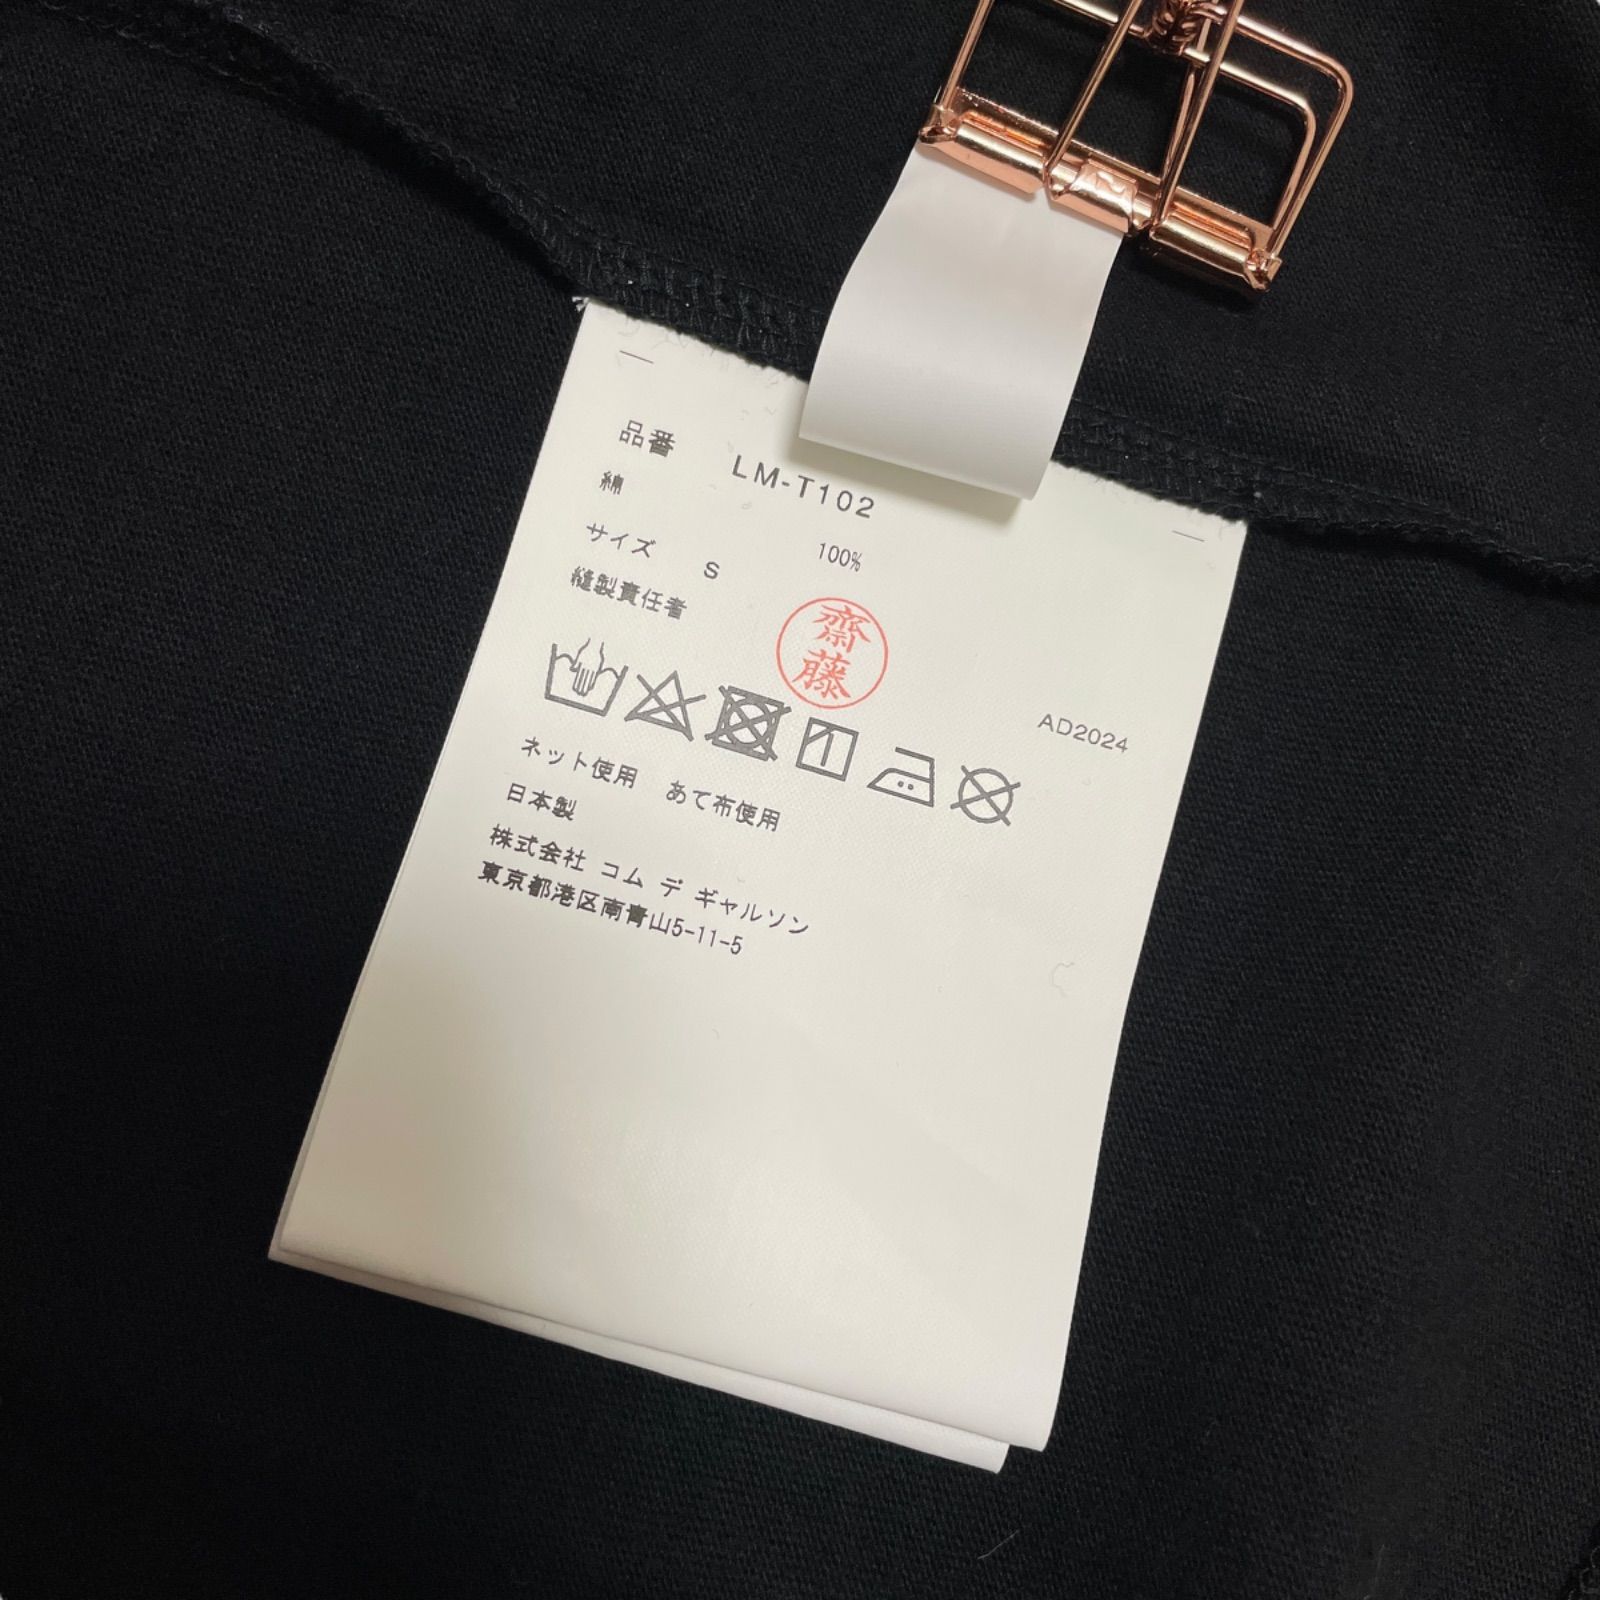 品番 LM-T102
綿 100%
サイズ S
縫製責任者 齋藤
AD2024
ネット使用 あて布使用
日本製
株式会社 コム デ ギャルソン
東京都港区南青山5-11-5